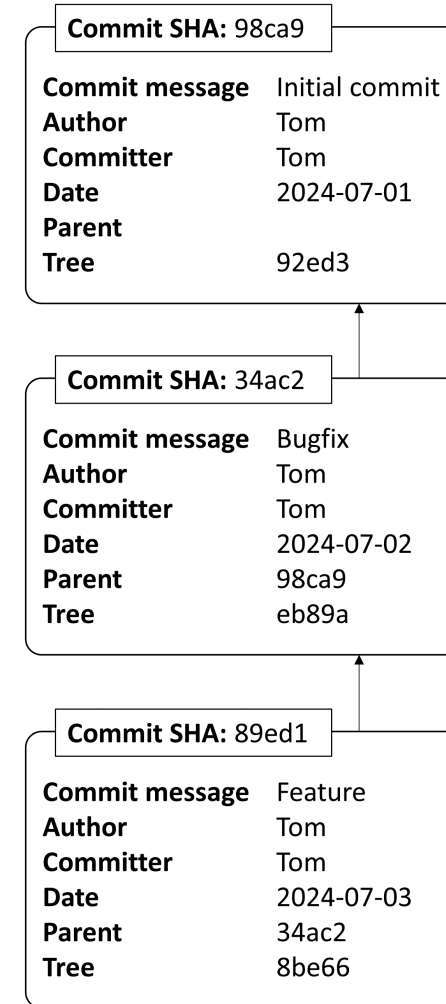 Commit SHA: 98ca9
Commit message Initial commit
Author Tom
Committer Tom
Date 2024-07-01
Parent
Tree 92ed3
Commit SHA: 34ac2
Commit message Bugfix
Author Tom
Committer Tom
Date 2024-07-02
Parent 98ca9
Tree eb89a
Commit SHA: 89ed1
Commit message Feature
Author Tom
Committer Tom
Date 2024-07-03
Parent 34ac2
Tree 8be66